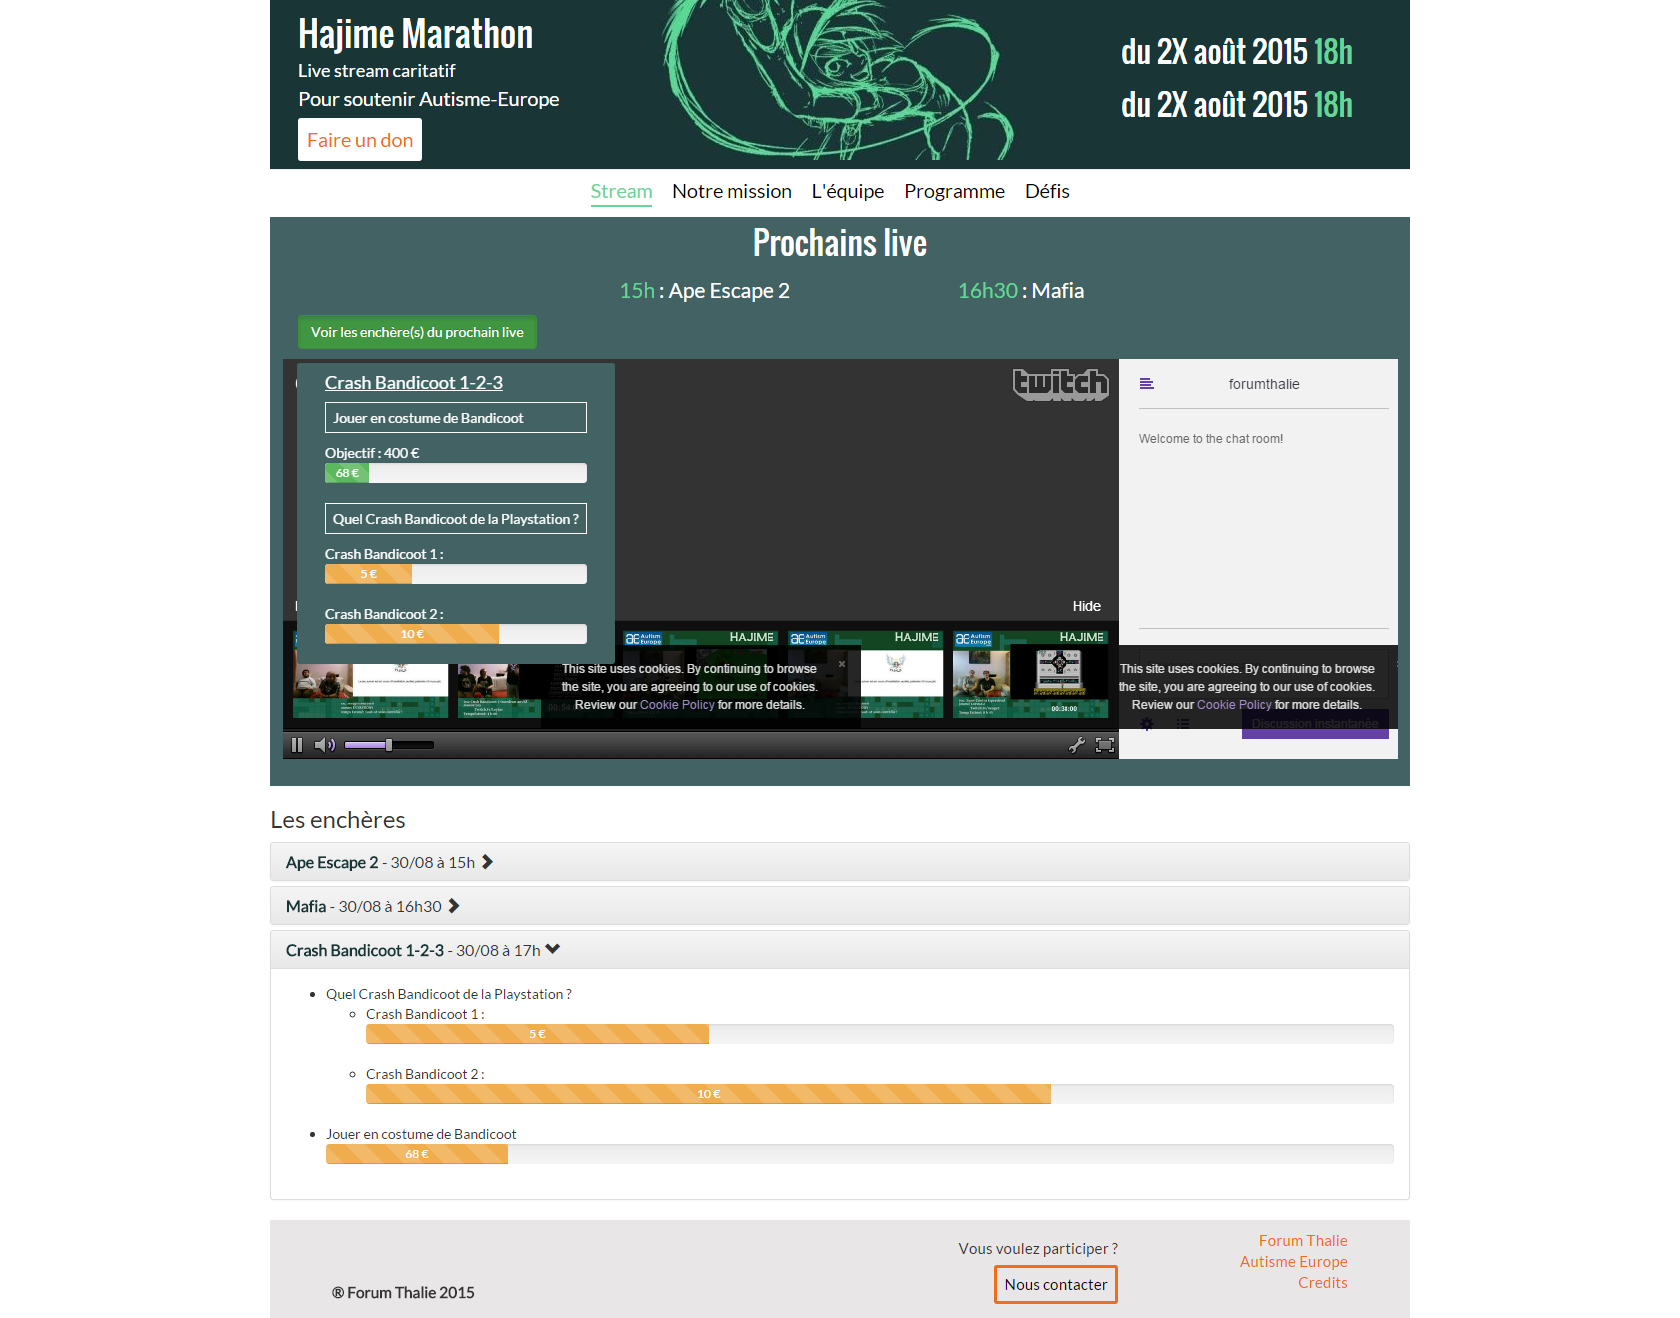 Hajime Marathon
Live stream caritatif
Pour soutenir Autisme-Europe
Faire un don
du 2X août 2015 18h
du 2X août 2015 18h
Stream Notre mission L'équipe Programme Défis
Prochains live
15h : Ape Escape 2 16h30 : Mafia
Voir les enchère(s) du prochain live
Crash Bandicoot 1-2-3
Jouer en costume de Bandicoot
Objectif : 400 €
68 €
Quel Crash Bandicoot de la Playstation ?
Crash Bandicoot 1 :
5 €
Crash Bandicoot 2 :
10 €
twitch
Hide
Autism Europe HAJIME
Autism Europe HAJIME
Autism Europe HAJIME
This site uses cookies. By continuing to browse
the site, you are agreeing to our use of cookies.
Review our Cookie Policy for more details.
00:38:00
forumthalie
Welcome to the chat room!
This site uses cookies. By continuing to browse
the site, you are agreeing to our use of cookies.
Review our Cookie Policy for more details.
Discussion instantanée
Les enchères
Ape Escape 2 - 30/08 à 15h
Mafia - 30/08 à 16h30
Crash Bandicoot 1-2-3 - 30/08 à 17h
Quel Crash Bandicoot de la Playstation ?
Crash Bandicoot 1 :
5 €
Crash Bandicoot 2 :
10 €
Jouer en costume de Bandicoot
68 €
® Forum Thalie 2015
Vous voulez participer ?
Nous contacter
Forum Thalie
Autisme Europe
Credits